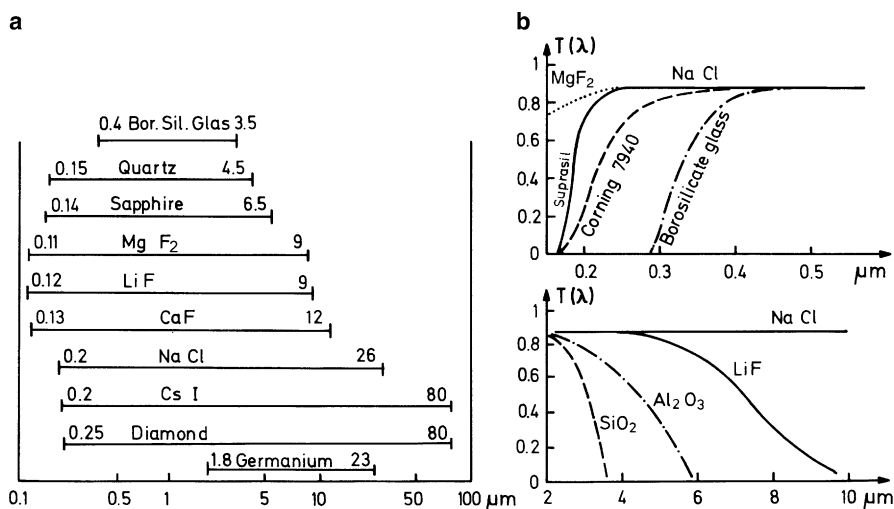 a
0.4 Bor. Sil. Glas 3.5
0.15 Quartz 4.5
0.14 Sapphire 6.5
0.11 Mg F₂ 9
0.12 Li F 9
0.13 CaF 12
0.2 Na Cl 26
0.2 Cs I 80
0.25 Diamond 80
1.8 Germanium 23
0.1 0.5 1 5 10 50 100 µm
b
T(λ)
1
0.8
0.6
0.4
0.2
0
MgF₂
Na Cl
Suprasil
Corning 7940
Borosilicate glass
0.2 0.3 0.4 0.5 µm
T(λ)
1
0.8
0.6
0.4
0.2
0
Na Cl
Li F
Al₂ O₃
SiO₂
2 4 6 8 10 µm